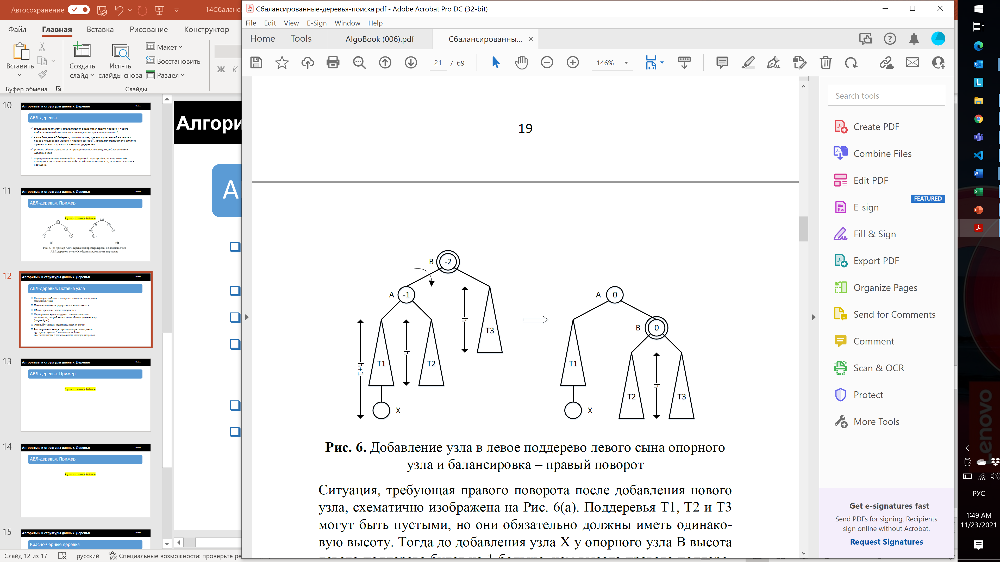 Автосохранение
14Сбаланс
Файл Главная Вставка Рисование Конструктор
Вставить
Создать
слайд
Исп-ть
слайды снова
Макет
Восстановить
Раздел
Ж К
Буфер обмена
Слайды
10
Алгоритмы и структуры данных. Деревья
АВЛ-деревья
сбалансированность определяется разностью высот правого и левого
поддеревьев любого узла (она по модулю не должна превышать 1)
в каждом узле АВЛ-дерева, помимо ключа, данных и указателей на левое и
правое поддеревья (левого и правого сыновей), хранится показатель баланса
– разность высот правого и левого поддеревьев
условие сбалансированности проверяется после каждого добавления или
удаления узла
определен минимальный набор операций перестройки дерева, который
приводит к восстановлению свойства сбалансированности, если оно оказалось
нарушено
11
Алгоритмы и структуры данных. Деревья
АВЛ-деревья. Пример
В узлах хранится balance
(а) (б)
Рис. 4. (а) пример АВЛ-дерева; (б) пример дерева, не являющегося
АВЛ-деревом: в узле X сбалансированность нарушена
12
Алгоритмы и структуры данных. Деревья
АВЛ-деревья. Вставка узла
Сначала узел добавляется в дерево с помощью стандартного
алгоритма вставки
Показатели баланса в ряде узлов при этом изменятся
Сбалансированность может нарушиться
Перестраивать будем поддерево с корнем в том узле с
дисбалансом, который является ближайшим к добавленному
(опорный узел)
Опорный узел ищем поднимаясь вверх по дереву
Рассматривается четыре случая (две пары симметричных
друг другу случаев). В каждом из них баланс
восстанавливается с помощью одного или двух поворотов.
13
Алгоритмы и структуры данных. Деревья
АВЛ-деревья. Пример
В узлах хранится balance
14
Алгоритмы и структуры данных. Деревья
АВЛ-деревья. Пример
В узлах хранится balance
15
Алгоритмы и структуры данных. Деревья
Красно-черные деревья
Слайд 12 из 17 русский Специальные возможности: проверьте ре
Алгори
А
Сбалансированные-деревья-поиска.pdf - Adobe Acrobat Pro DC (32-bit)
File Edit View E-Sign Window Help
Home Tools AlgoBook (006).pdf Сбалансированны...
21 / 69 146%
19
B -2
A -1
h
T3
h+1
T1
h
T2
X
A 0
B 0
T1
X
T2
h
T3
Рис. 6. Добавление узла в левое поддерево левого сына опорного
узла и балансировка – правый поворот
Ситуация, требующая правого поворота после добавления нового
узла, схематично изображена на Рис. 6(а). Поддеревья T1, T2 и T3
могут быть пустыми, но они обязательно должны иметь одинако-
вую высоту. Тогда до добавления узла X у опорного узла B высота
левого поддерева будет на 1 больше, чем высота правого поддере-
Search tools
Create PDF
Combine Files
Edit PDF
FEATURED
E-sign
Fill & Sign
Export PDF
Organize Pages
Send for Comments
Comment
Scan & OCR
Protect
More Tools
Get e-signatures fast
Send PDFs for signing. Recipients
sign online without Acrobat.
Request Signatures
Lenovo
РУС
1:49 AM
11/23/2021